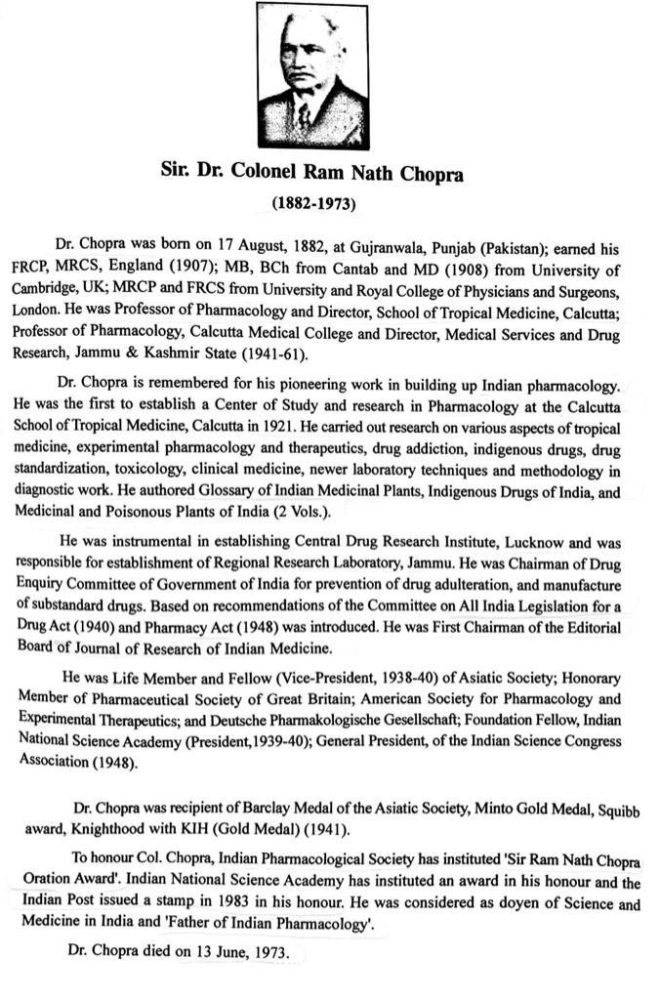 Sir. Dr. Colonel Ram Nath Chopra
(1882-1973)
Dr. Chopra was born on 17 August, 1882, at Gujranwala, Punjab (Pakistan); earned his
FRCP, MRCS, England (1907); MB, BCh from Cantab and MD (1908) from University of
Cambridge, UK; MRCP and FRCS from University and Royal College of Physicians and Surgeons,
London. He was Professor of Pharmacology and Director, School of Tropical Medicine, Calcutta;
Professor of Pharmacology, Calcutta Medical College and Director, Medical Services and Drug
Research, Jammu & Kashmir State (1941-61).
Dr. Chopra is remembered for his pioneering work in building up Indian pharmacology.
He was the first to establish a Center of Study and research in Pharmacology at the Calcutta
School of Tropical Medicine, Calcutta in 1921. He carried out research on various aspects of tropical
medicine, experimental pharmacology and therapeutics, drug addiction, indigenous drugs, drug
standardization, toxicology, clinical medicine, newer laboratory techniques and methodology in
diagnostic work. He authored Glossary of Indian Medicinal Plants, Indigenous Drugs of India, and
Medicinal and Poisonous Plants of India (2 Vols.).
He was instrumental in establishing Central Drug Research Institute, Lucknow and was
responsible for establishment of Regional Research Laboratory, Jammu. He was Chairman of Drug
Enquiry Committee of Government of India for prevention of drug adulteration, and manufacture
of substandard drugs. Based on recommendations of the Committee on All India Legislation for a
Drug Act (1940) and Pharmacy Act (1948) was introduced. He was First Chairman of the Editorial
Board of Journal of Research of Indian Medicine.
He was Life Member and Fellow (Vice-President, 1938-40) of Asiatic Society; Honorary
Member of Pharmaceutical Society of Great Britain; American Society for Pharmacology and
Experimental Therapeutics; and Deutsche Pharmakologische Gesellschaft; Foundation Fellow, Indian
National Science Academy (President,1939-40); General President, of the Indian Science Congress
Association (1948).
Dr. Chopra was recipient of Barclay Medal of the Asiatic Society, Minto Gold Medal, Squibb
award, Knighthood with KIH (Gold Medal) (1941).
To honour Col. Chopra, Indian Pharmacological Society has instituted 'Sir Ram Nath Chopra
Oration Award'. Indian National Science Academy has instituted an award in his honour and the
Indian Post issued a stamp in 1983 in his honour. He was considered as doyen of Science and
Medicine in India and 'Father of Indian Pharmacology'.
Dr. Chopra died on 13 June, 1973.